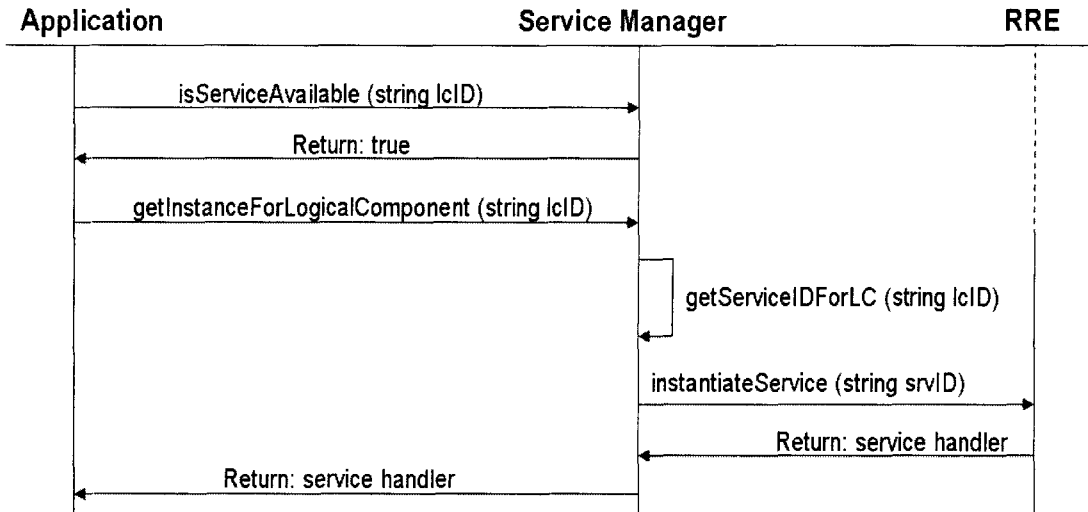 Application Service Manager RRE
isServiceAvailable (string lcID)
Return: true
getInstanceForLogicalComponent (string lcID)
getServiceIDForLC (string lcID)
instantiateService (string srvID)
Return: service handler
Return: service handler